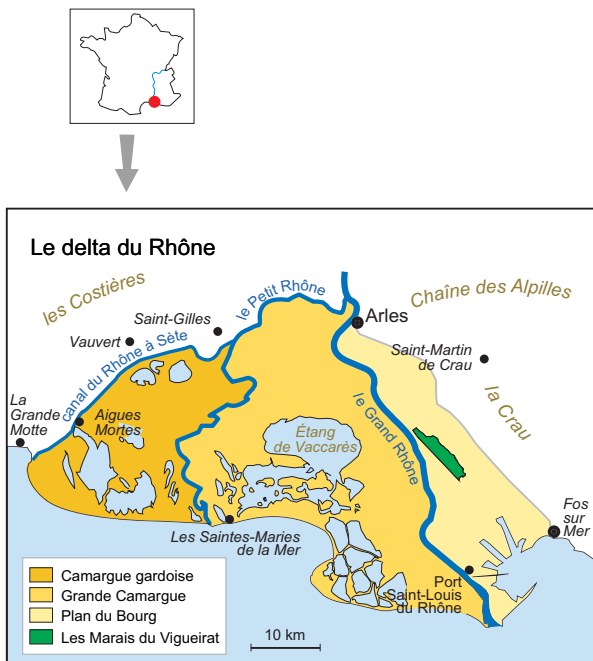 Le delta du Rhône
les Costières
le Petit Rhône
Chaîne des Alpilles
Saint-Gilles
Arles
Vauvert
canal du Rhône à Sète
Saint-Martin
de Crau
la Crau
La
Grande
Motte
Aigues
Mortes
le Grand Rhône
Étang
de Vaccarès
Fos
sur
Mer
Les Saintes-Maries
de la Mer
Port
Saint-Louis
du Rhône
Camargue gardoise
Grande Camargue
Plan du Bourg
Les Marais du Vigueirat
10 km